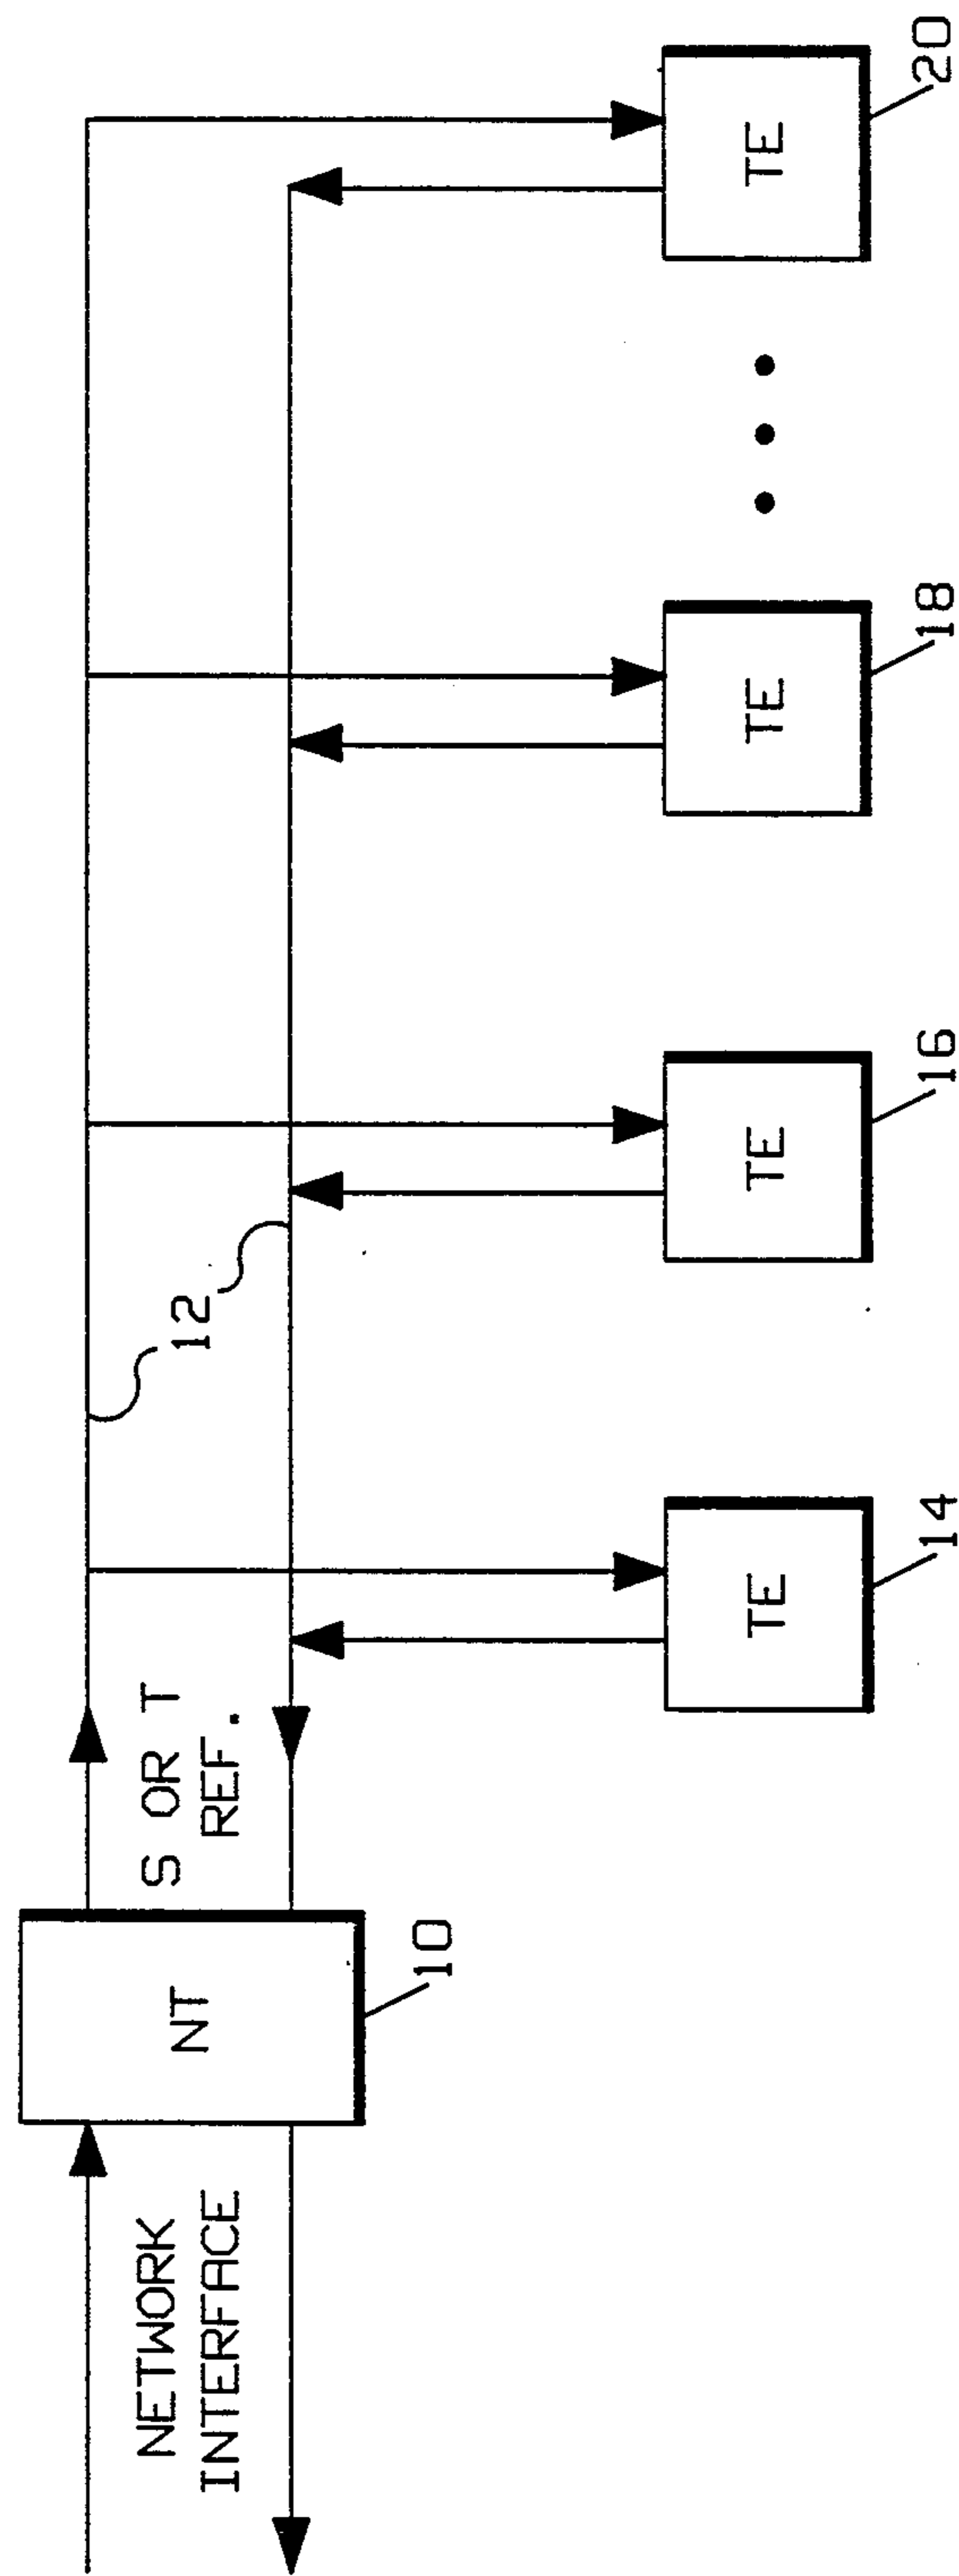 NETWORK
INTERFACE
NT
10
S OR T
REF.
12
TE
14
TE
16
TE
18
TE
20